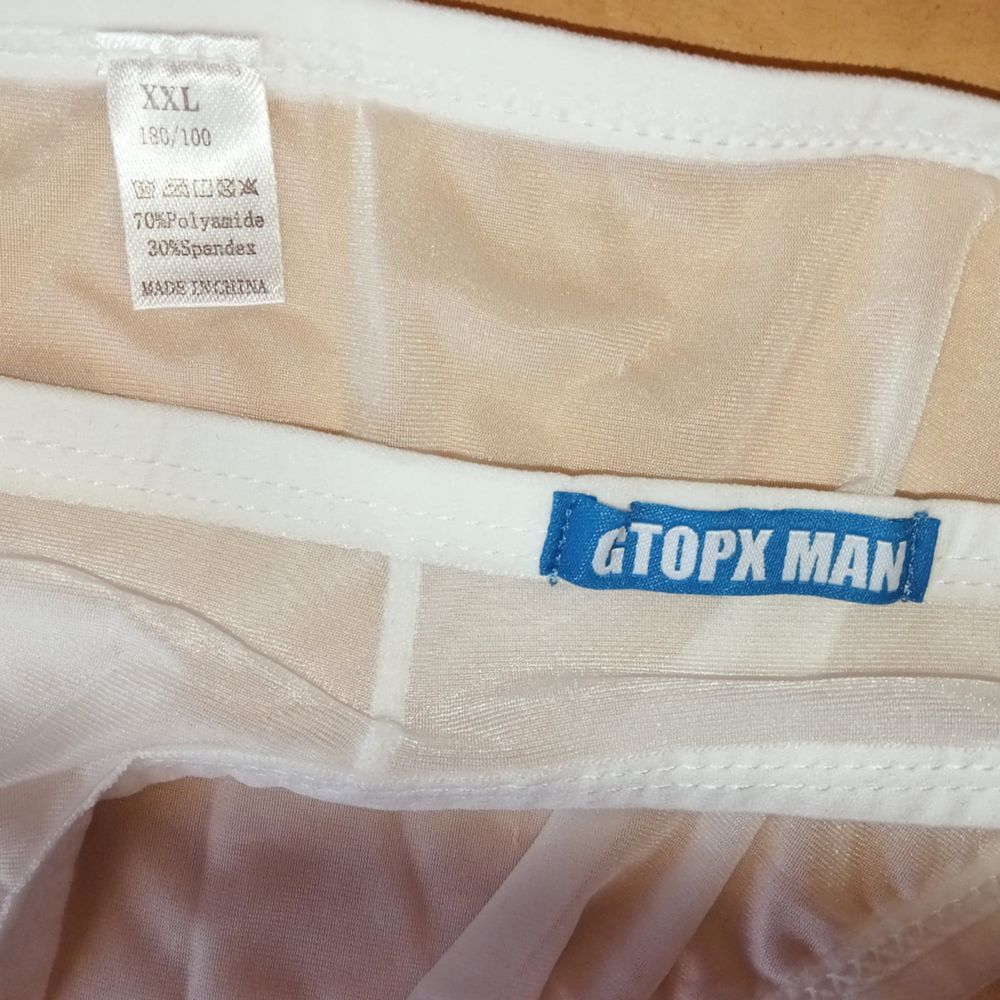 XXL
180/100
70%Polyamide
30%Spandex
MADE IN CHINA
GTOPX MAN